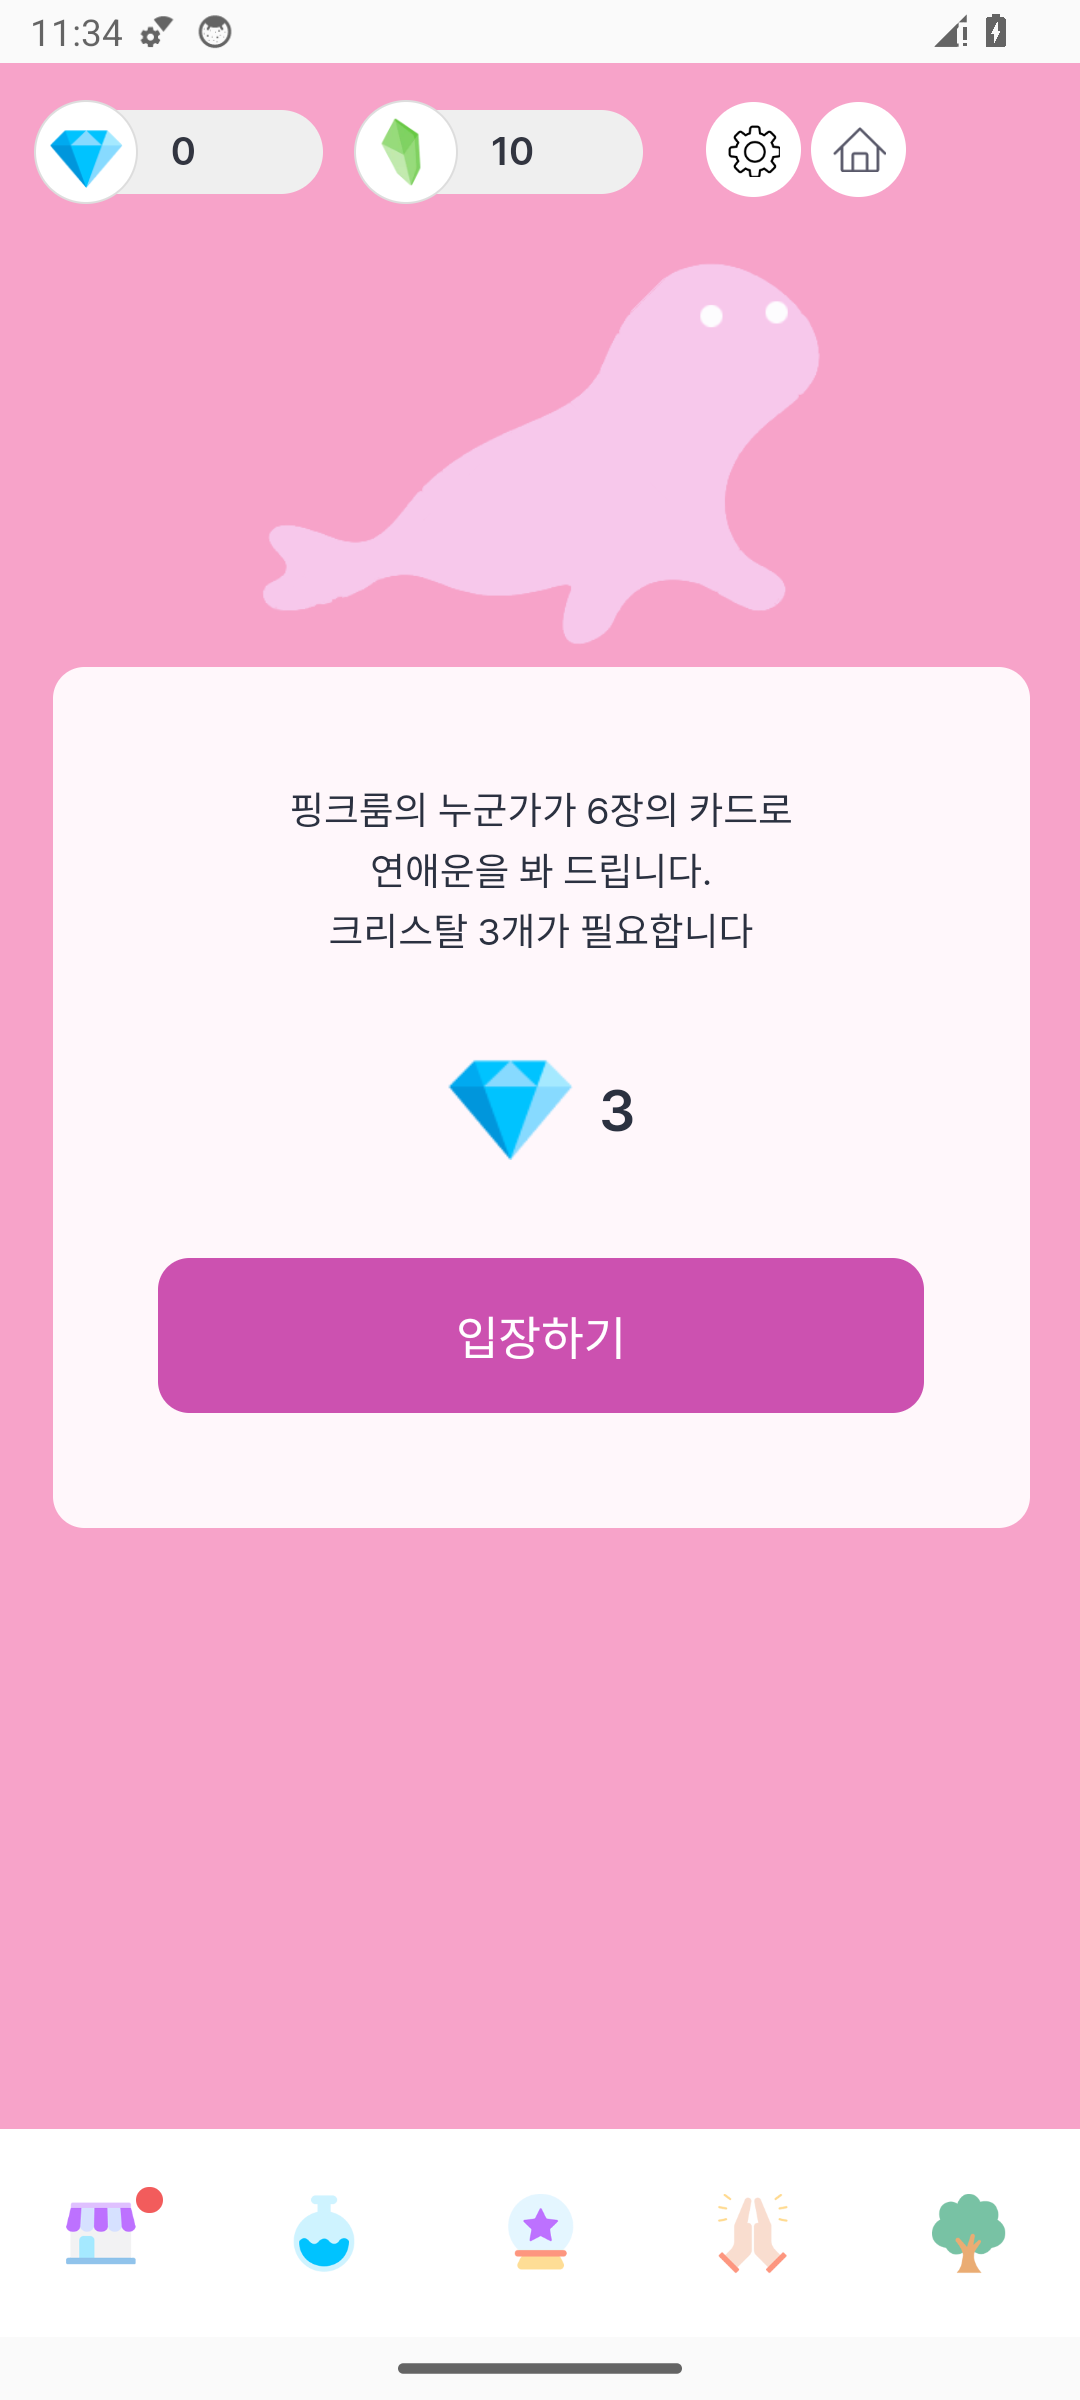 11:34
0
10
핑크룸의 누군가가 6장의 카드로
연애운을 봐 드립니다.
크리스탈 3개가 필요합니다
3
입장하기